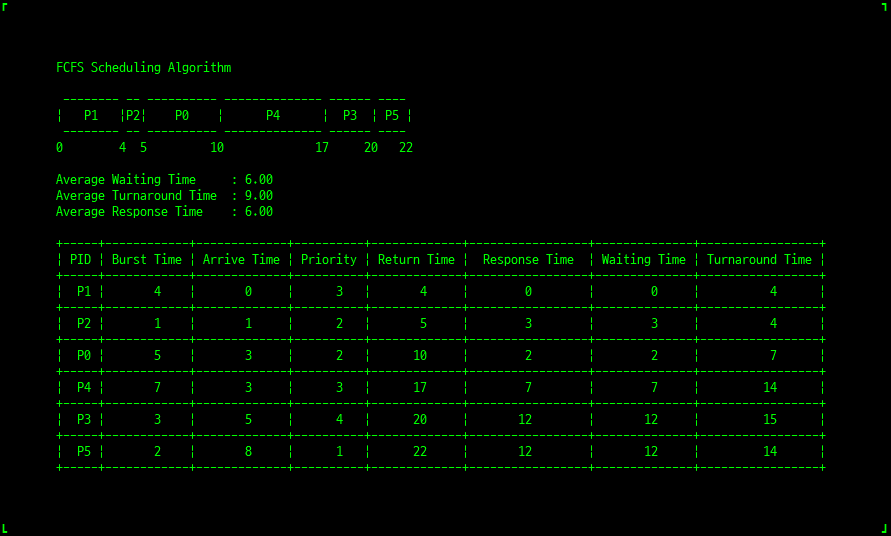 FCFS Scheduling Algorithm
-------- -- ---------- -------------- ------ ----
¦   P1   ¦P2¦    P0    ¦      P4      ¦  P3  ¦ P5 ¦
-------- -- ---------- -------------- ------ ----
0        4  5         10             17     20   22
Average Waiting Time     : 6.00
Average Turnaround Time  : 9.00
Average Response Time    : 6.00
+-----+------------+-------------+----------+-------------+-----------------+--------------+-----------------+
¦ PID ¦ Burst Time ¦ Arrive Time ¦ Priority ¦ Return Time ¦  Response Time  ¦ Waiting Time ¦ Turnaround Time ¦
+-----+------------+-------------+----------+-------------+-----------------+--------------+-----------------+
¦  P1 ¦       4    ¦       0     ¦      3   ¦       4     ¦        0        ¦        0     ¦          4      ¦
+-----+------------+-------------+----------+-------------+-----------------+--------------+-----------------+
¦  P2 ¦       1    ¦       1     ¦      2   ¦       5     ¦        3        ¦        3     ¦          4      ¦
+-----+------------+-------------+----------+-------------+-----------------+--------------+-----------------+
¦  P0 ¦       5    ¦       3     ¦      2   ¦      10     ¦        2        ¦        2     ¦          7      ¦
+-----+------------+-------------+----------+-------------+-----------------+--------------+-----------------+
¦  P4 ¦       7    ¦       3     ¦      3   ¦      17     ¦        7        ¦        7     ¦         14      ¦
+-----+------------+-------------+----------+-------------+-----------------+--------------+-----------------+
¦  P3 ¦       3    ¦       5     ¦      4   ¦      20     ¦       12        ¦       12     ¦         15      ¦
+-----+------------+-------------+----------+-------------+-----------------+--------------+-----------------+
¦  P5 ¦       2    ¦       8     ¦      1   ¦      22     ¦       12        ¦       12     ¦         14      ¦
+-----+------------+-------------+----------+-------------+-----------------+--------------+-----------------+